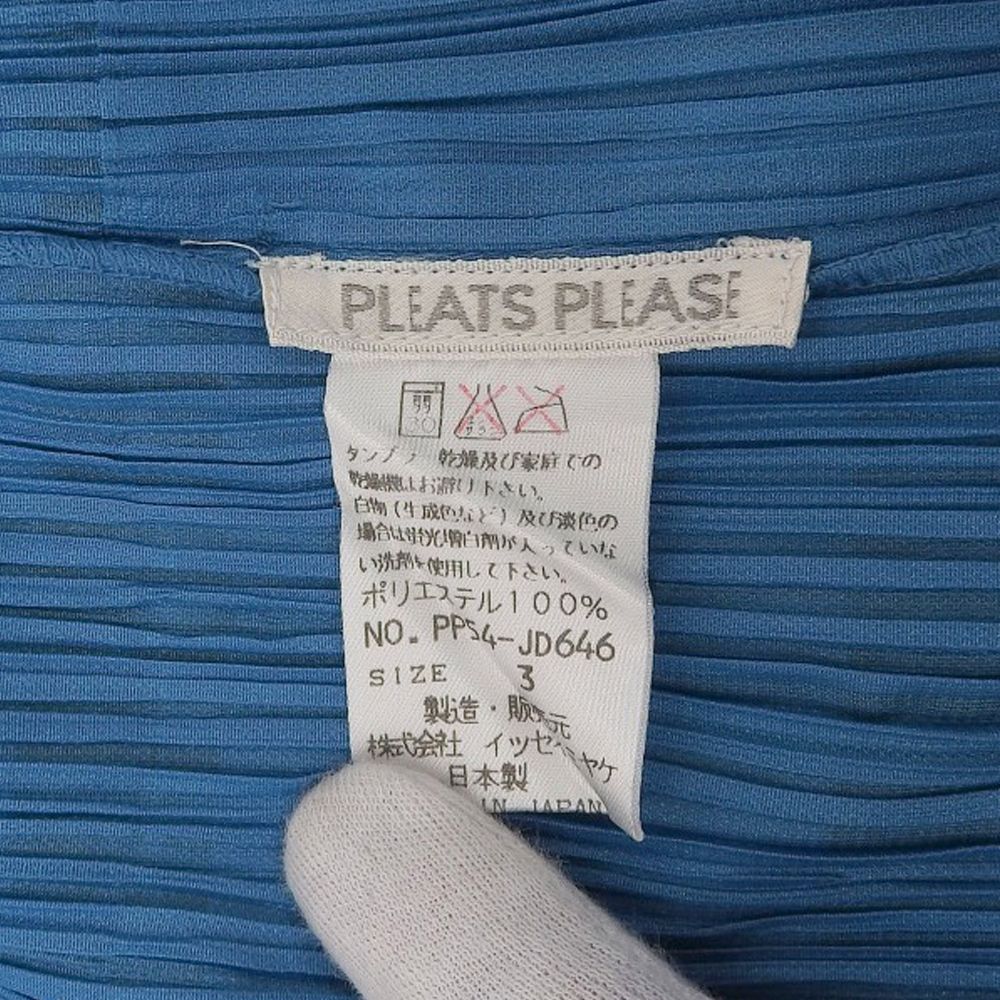 PLEATS PLEASE
弱
30
タンブラー乾燥及び家庭での
乾燥機はお避け下さい。
白物(生成色など)及び淡色の
場合は蛍光増白剤が入っていな
い洗剤を使用して下さい。
ポリエステル100%
NO. PP54-JD646
SIZE 3
製造・販売元
株式会社 イッセイミヤケ
日本製
IN JAPAN